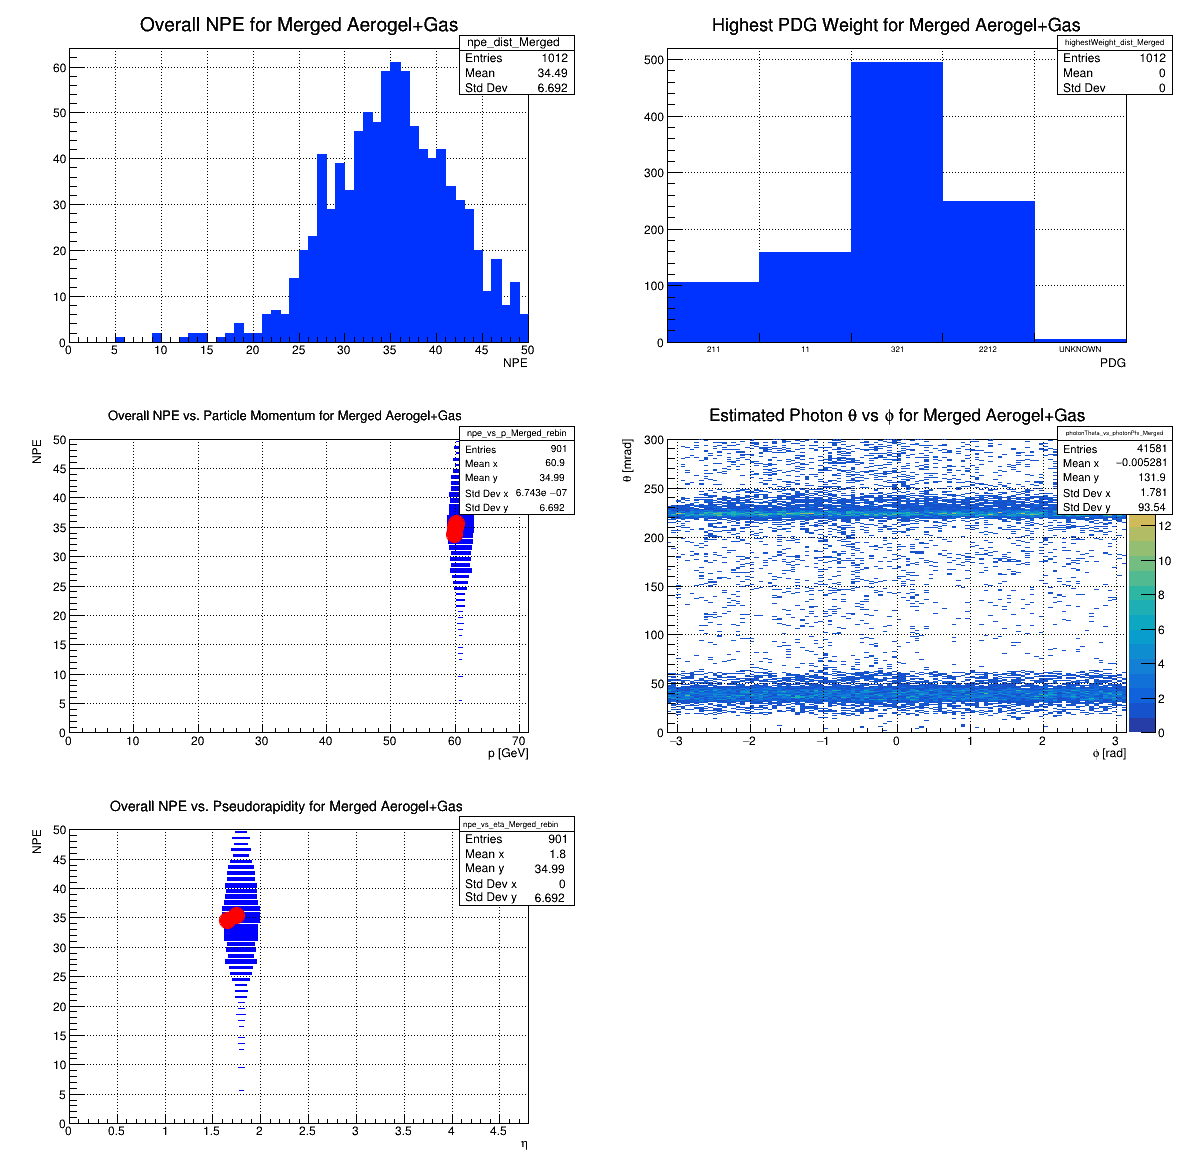 Overall NPE for Merged Aerogel+Gas
npe_dist_Merged
Entries 1012
Mean 34.49
Std Dev 6.692
60
50
40
30
20
10
0
0 5 10 15 20 25 30 35 40 45 50
NPE
Highest PDG Weight for Merged Aerogel+Gas
highestWeight_dist_Merged
Entries 1012
Mean 0
Std Dev 0
500
400
300
200
100
0
211 11 321 2212 UNKNOWN
PDG
Overall NPE vs. Particle Momentum for Merged Aerogel+Gas
NPE
npe_vs_p_Merged_rebin
Entries 901
Mean x 60.9
Mean y 34.99
Std Dev x 6.743e −07
Std Dev y 6.692
50
45
40
35
30
25
20
15
10
5
0
0 10 20 30 40 50 60 70
p [GeV]
Estimated Photon θ vs ϕ for Merged Aerogel+Gas
θ [mrad]
photonTheta_vs_photonPhi_Merged
Entries 41581
Mean x −0.005281
Mean y 131.9
Std Dev x 1.781
Std Dev y 93.54
300
250
200
150
100
50
0
−3 −2 −1 0 1 2 3
ϕ [rad]
12
10
8
6
4
2
0
Overall NPE vs. Pseudorapidity for Merged Aerogel+Gas
NPE
npe_vs_eta_Merged_rebin
Entries 901
Mean x 1.8
Mean y 34.99
Std Dev x 0
Std Dev y 6.692
50
45
40
35
30
25
20
15
10
5
0
0 0.5 1 1.5 2 2.5 3 3.5 4 4.5
η